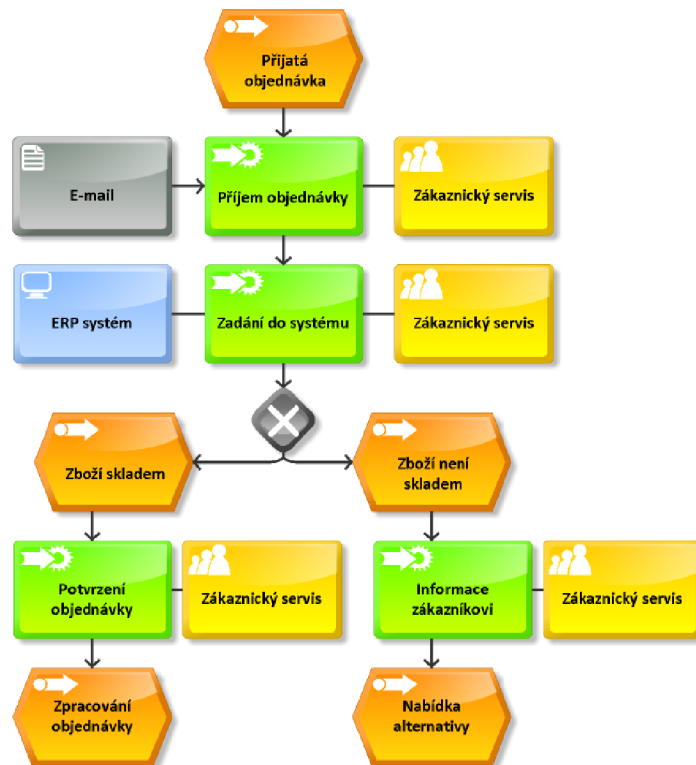 Přijatá
objednávka
E-mail
Příjem objednávky
Zákaznický servis
ERP systém
Zadání do systému
Zákaznický servis
Zboží skladem
Zboží není
skladem
Potvrzení
objednávky
Zákaznický servis
Informace
zákazníkovi
Zákaznický servis
Zpracování
objednávky
Nabídka
alternativy